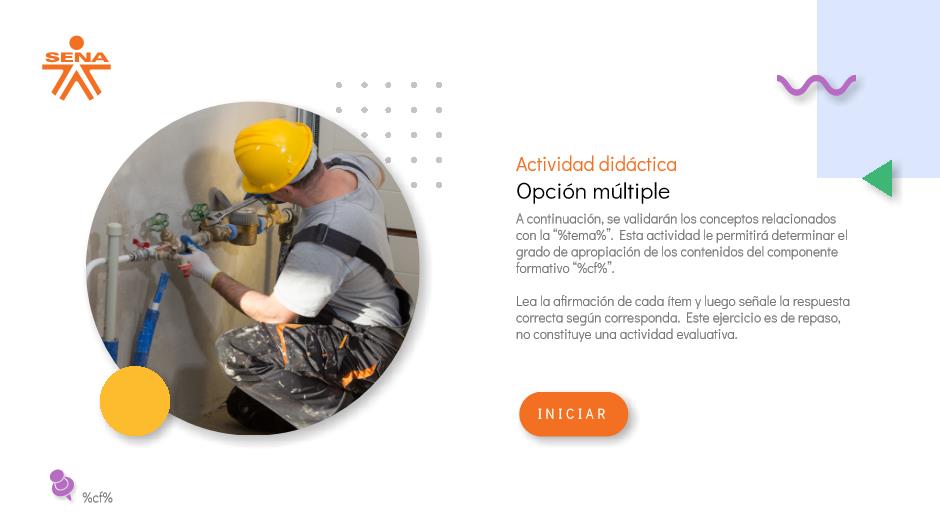 SENA
Actividad didáctica
Opción múltiple
A continuación, se validarán los conceptos relacionados
con la “%tema%”. Esta actividad le permitirá determinar el
grado de apropiación de los contenidos del componente
formativo “%cf%”.
Lea la afirmación de cada ítem y luego señale la respuesta
correcta según corresponda. Este ejercicio es de repaso,
no constituye una actividad evaluativa.
INICIAR
%cf%